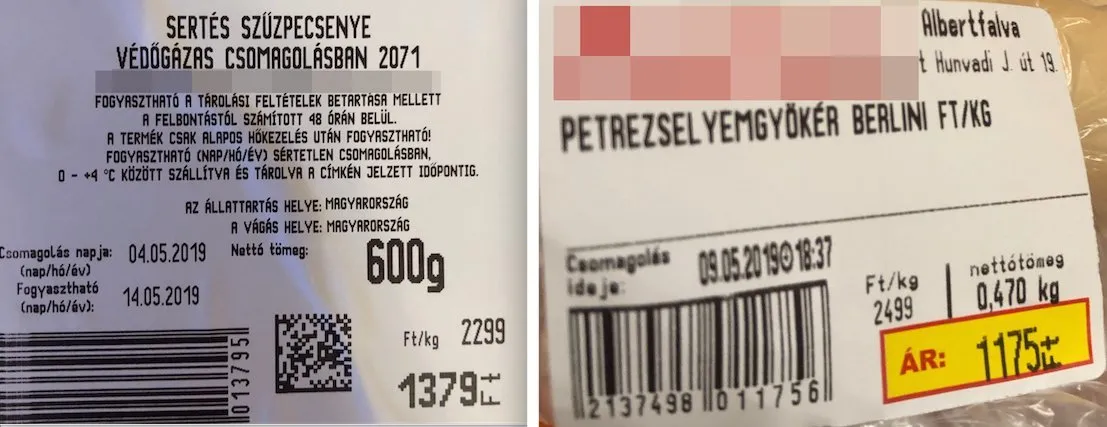 SERTÉS SZŰZPECSENYE
VÉDŐGÁZAS CSOMAGOLÁSBAN 2071
FOGYASZTHATÓ A TÁROLÁSI FELTÉTELEK BETARTÁSA MELLETT
A FELBONTÁSTÓL SZÁMÍTOTT 48 ÓRÁN BELÜL.
A TERMÉK CSAK ALAPOS HŐKEZELÉS UTÁN FOGYASZTHATÓ!
FOGYASZTHATÓ (NAP/HÓ/ÉV) SÉRTETLEN CSOMAGOLÁSBAN,
0 - +4 °C KÖZÖTT SZÁLLÍTVA ÉS TÁROLVA A CÍMKÉN JELZETT IDŐPONTIG.
AZ ÁLLATTARTÁS HELYE: MAGYARORSZÁG
A VÁGÁS HELYE: MAGYARORSZÁG
Csomagolás napja: 04.05.2019 Nettó tömeg: 600g
(nap/hó/év)
Fogyasztható 14.05.2019
(nap/hó/év):
013795
Ft/kg 2299
1379Ft
Albertfalva
t Hunyadi J. út 19.
PETREZSELYEMGYÖKÉR BERLINI FT/KG
Csomagolás 09.05.2019 18:37
ideje:
Ft/kg nettótömeg
2499 0,470 kg
ÁR: 1175Ft
2137498 011756